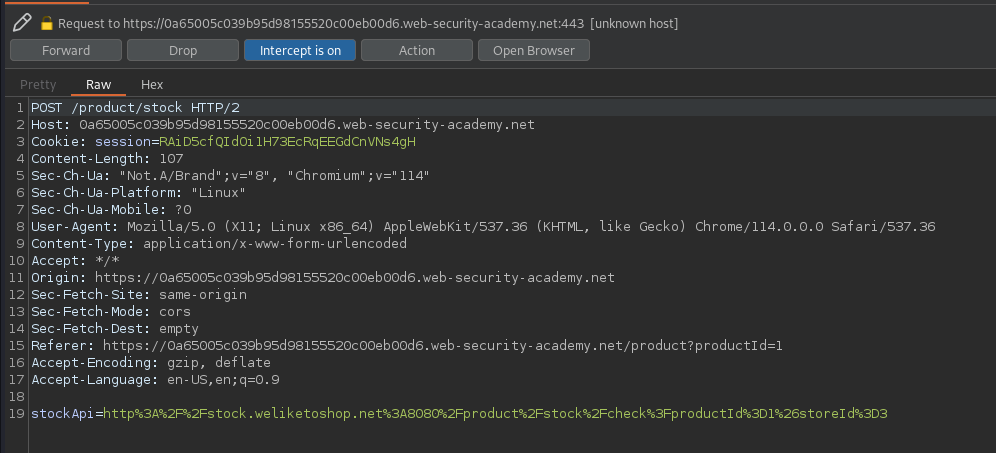 Request to https://0a65005c039b95d98155520c00eb00d6.web-security-academy.net:443 [unknown host]
Forward Drop Intercept is on Action Open Browser
Pretty Raw Hex
1 POST /product/stock HTTP/2
2 Host: 0a65005c039b95d98155520c00eb00d6.web-security-academy.net
3 Cookie: session=RAiD5cfQIdOi1H73EcRqEEGdCnVNs4gH
4 Content-Length: 107
5 Sec-Ch-Ua: "Not.A/Brand";v="8", "Chromium";v="114"
6 Sec-Ch-Ua-Platform: "Linux"
7 Sec-Ch-Ua-Mobile: ?0
8 User-Agent: Mozilla/5.0 (X11; Linux x86_64) AppleWebKit/537.36 (KHTML, like Gecko) Chrome/114.0.0.0 Safari/537.36
9 Content-Type: application/x-www-form-urlencoded
10 Accept: */*
11 Origin: https://0a65005c039b95d98155520c00eb00d6.web-security-academy.net
12 Sec-Fetch-Site: same-origin
13 Sec-Fetch-Mode: cors
14 Sec-Fetch-Dest: empty
15 Referer: https://0a65005c039b95d98155520c00eb00d6.web-security-academy.net/product?productId=1
16 Accept-Encoding: gzip, deflate
17 Accept-Language: en-US,en;q=0.9
18
19 stockApi=http%3A%2F%2Fstock.weliketoshop.net%3A8080%2Fproduct%2Fstock%2Fcheck%3FproductId%3D1%26storeId%3D3